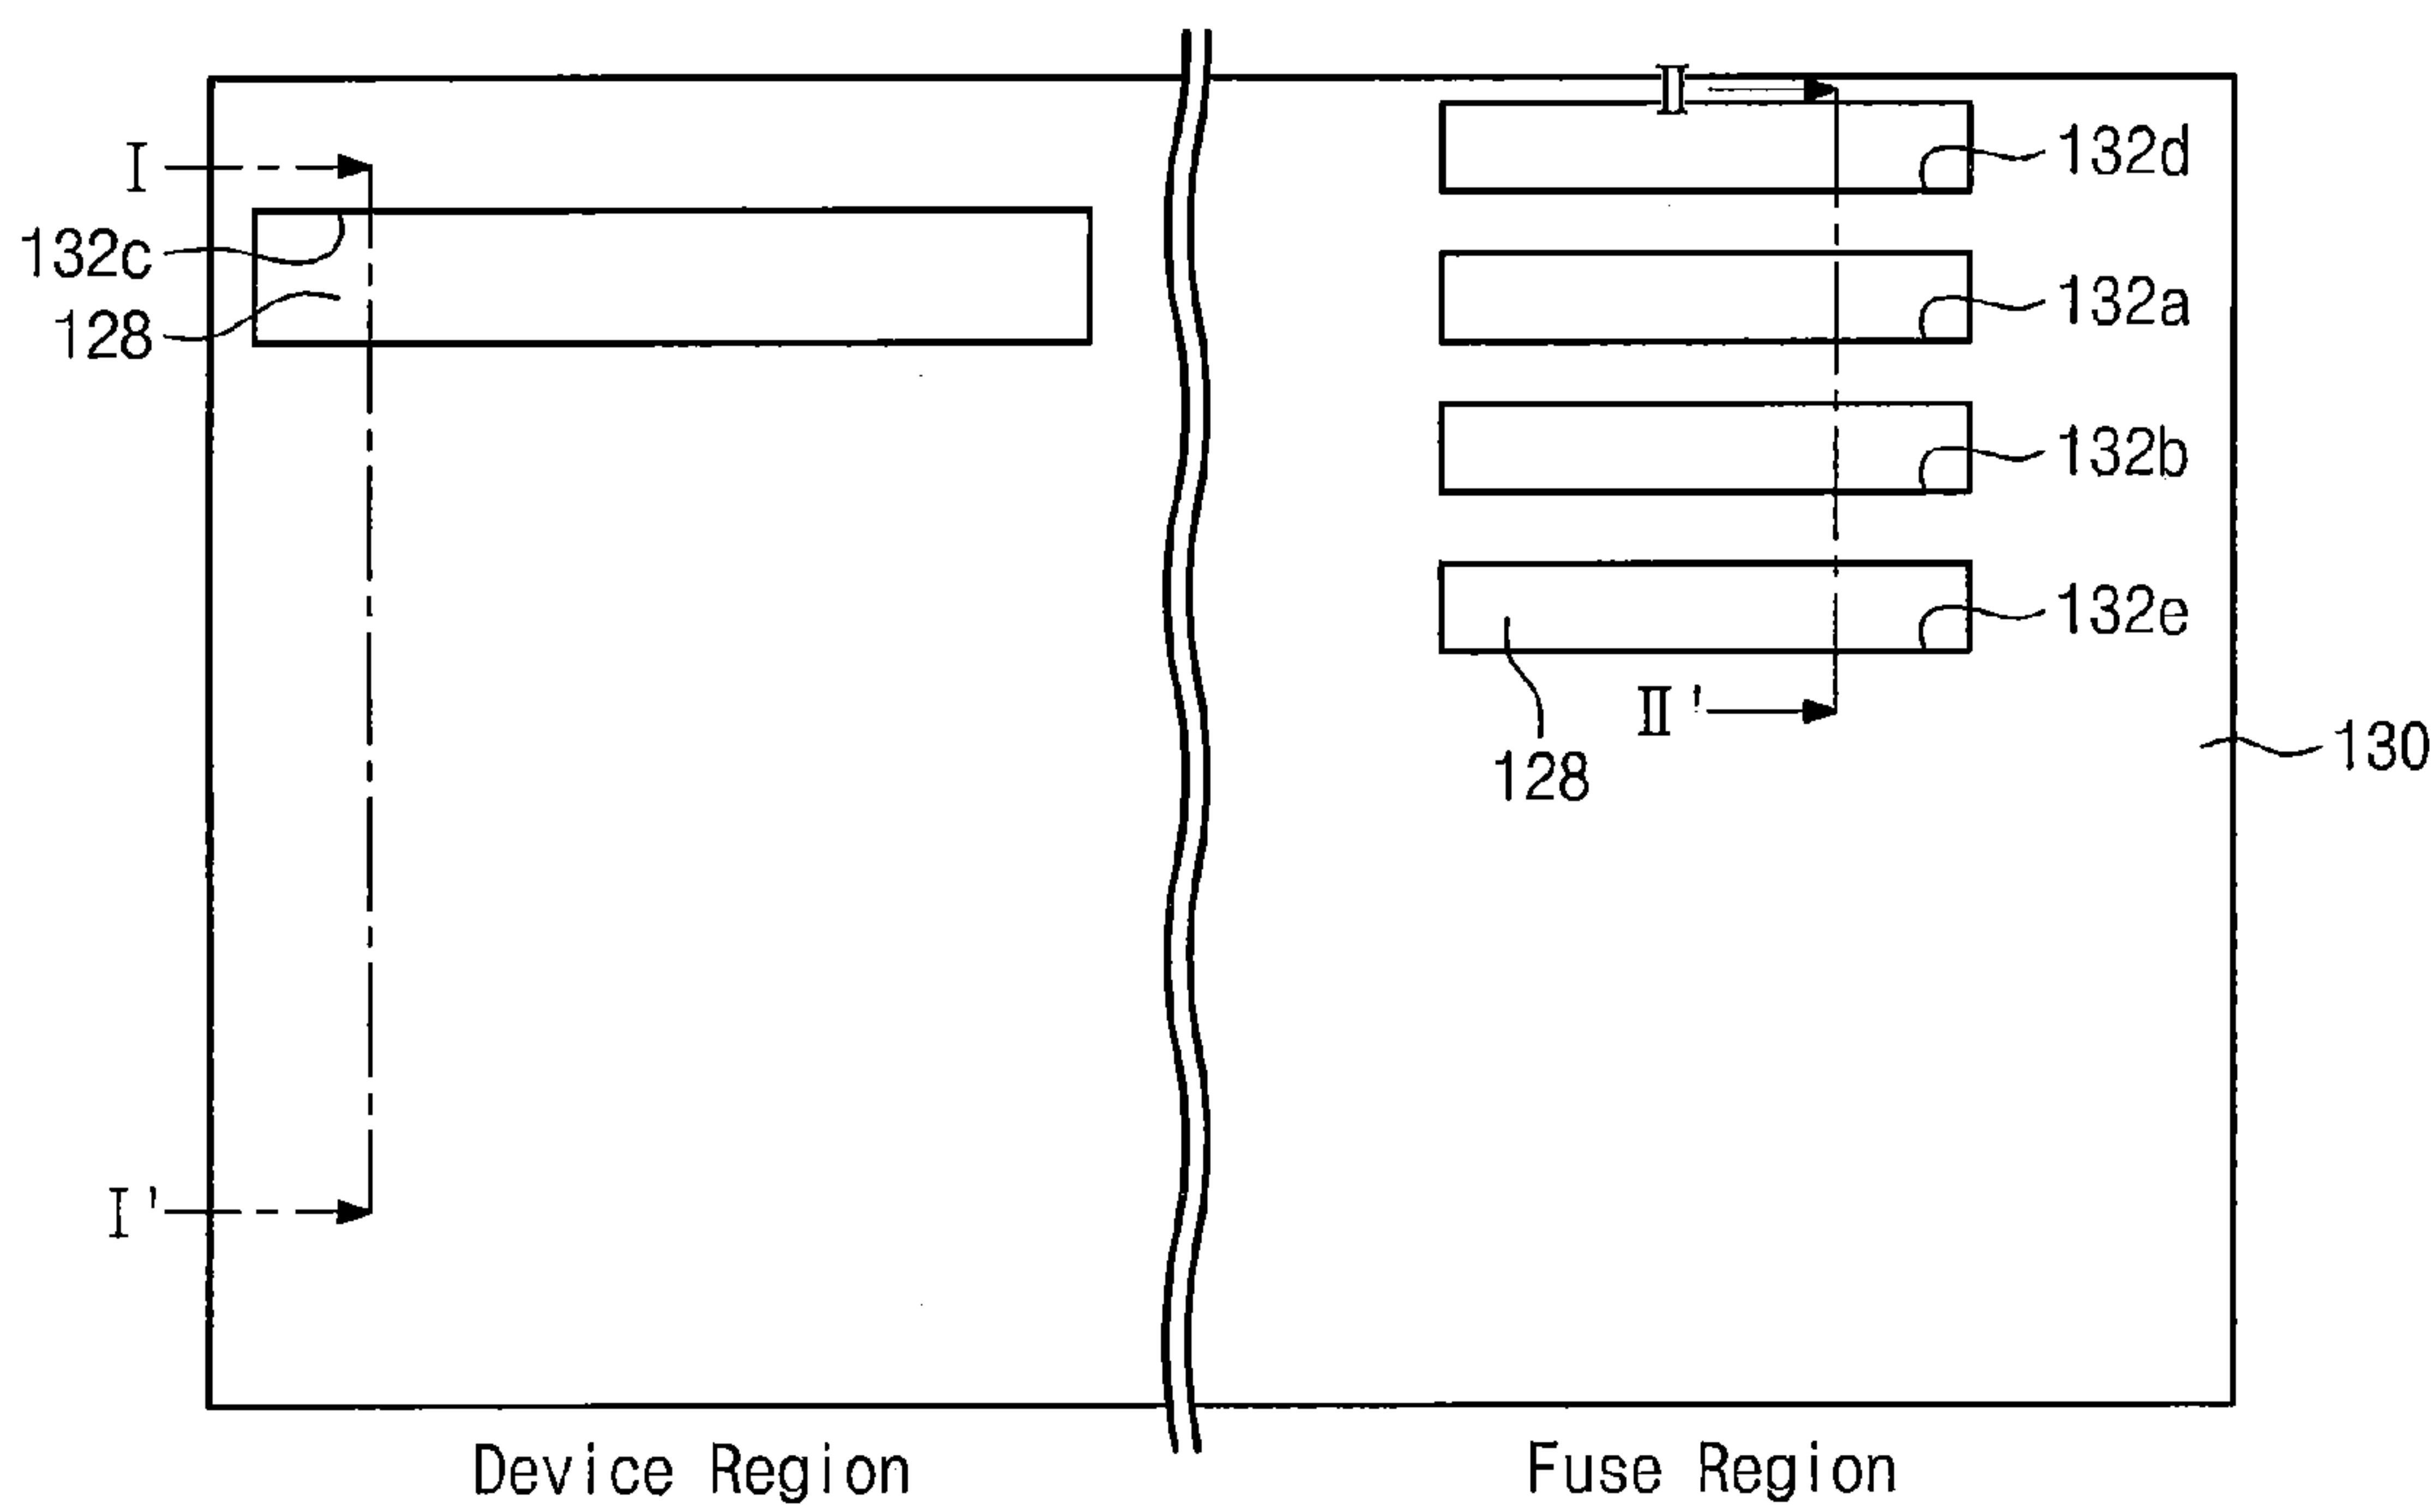 II
132d
I
132c
132a
128
132b
132e
II'
130
128
I'
Device Region
Fuse Region